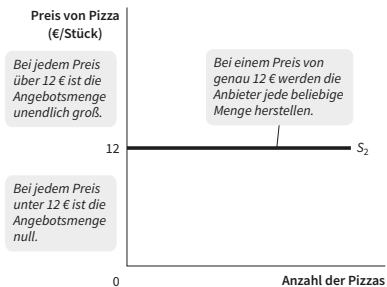 Preis von Pizza
(€/Stück)
Bei jedem Preis
über 12 € ist die
Angebotsmenge
unendlich groß.
Bei einem Preis von
genau 12 € werden die
Anbieter jede beliebige
Menge herstellen.
12
S2
Bei jedem Preis
unter 12 € ist die
Angebotsmenge
null.
0
Anzahl der Pizzas